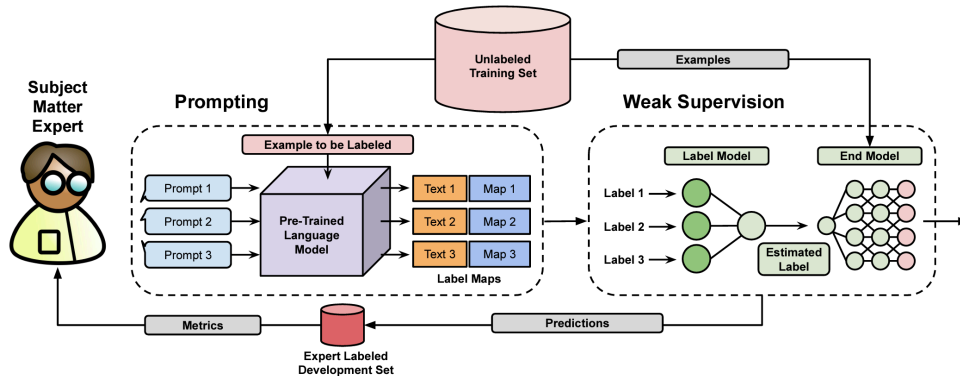 Unlabeled
Training Set
Examples
Subject
Matter
Expert
Prompting
Weak Supervision
Example to be Labeled
Label Model
End Model
Prompt 1
Text 1
Map 1
Label 1
Pre-Trained
Language
Model
Prompt 2
Text 2
Map 2
Label 2
Prompt 3
Text 3
Map 3
Label 3
Estimated
Label
Label Maps
Metrics
Predictions
Expert Labeled
Development Set